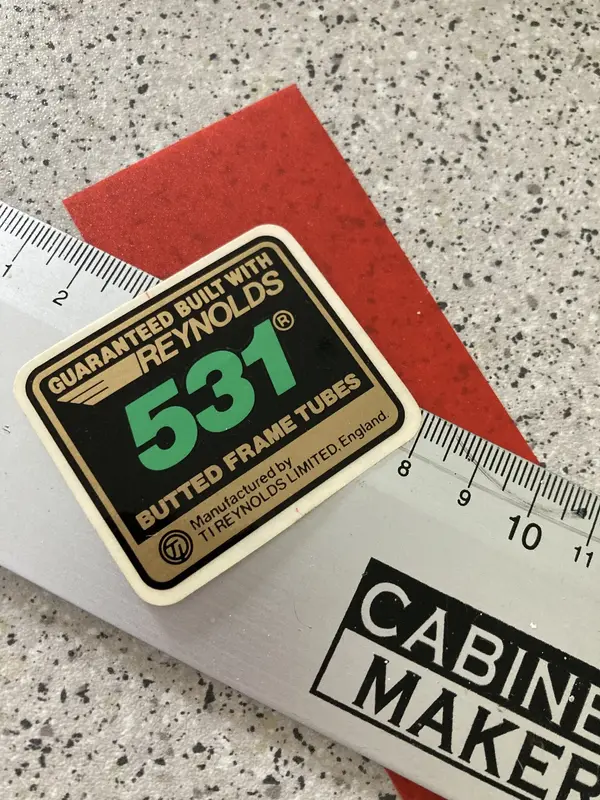 1 2
GUARANTEED BUILT WITH
REYNOLDS
531®
BUTTED FRAME TUBES
TI
Manufactured by
TI REYNOLDS LIMITED. England.
8 9 10 11
CABINE
MAKER